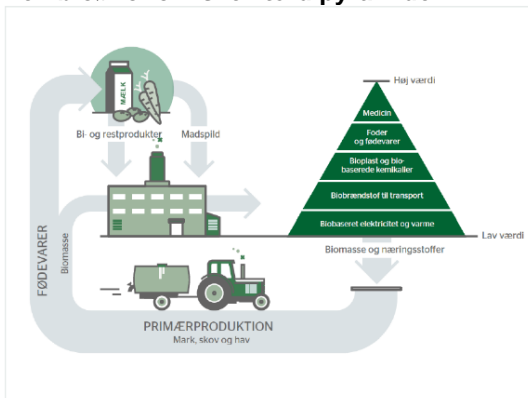 MÆLK
Bi- og restprodukter
Madspild
Høj værdi
Medicin
Foder
og fødevarer
Bioplast og bio-
baserede kemikalier
Biobrændstof til transport
Biobaseret elektricitet og varme
Lav værdi
Biomasse og næringsstoffer
FØDEVARER
Biomasse
PRIMÆRPRODUKTION
Mark, skov og hav